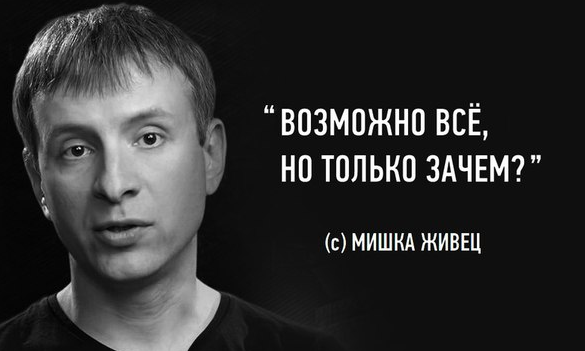 “ВОЗМОЖНО ВСЁ,
НО ТОЛЬКО ЗАЧЕМ?”
(с) МИШКА ЖИВЕЦ